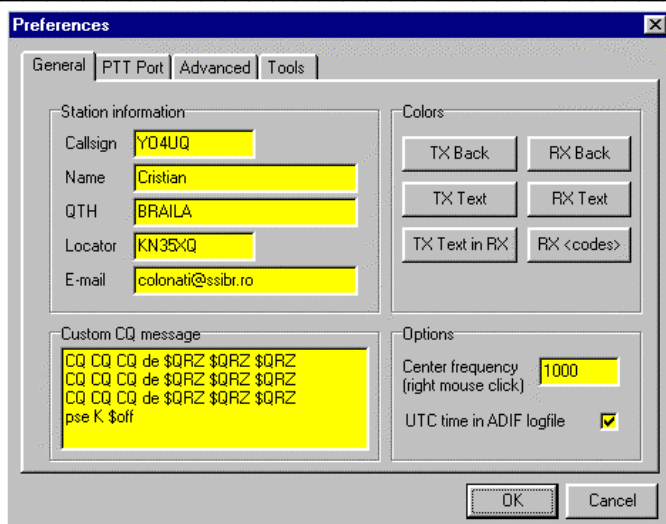 Preferences
General PTT Port Advanced Tools
Station information
Callsign YO4UQ
Name Cristian
QTH BRAILA
Locator KN35XQ
E-mail colonati@ssibr.ro
Colors
TX Back RX Back
TX Text RX Text
TX Text in RX RX <codes>
Custom CQ message
CQ CQ CQ de $QRZ $QRZ $QRZ
CQ CQ CQ de $QRZ $QRZ $QRZ
CQ CQ CQ de $QRZ $QRZ $QRZ
pse K $off
Options
Center frequency 1000
(right mouse click)
UTC time in ADIF logfile
OK Cancel